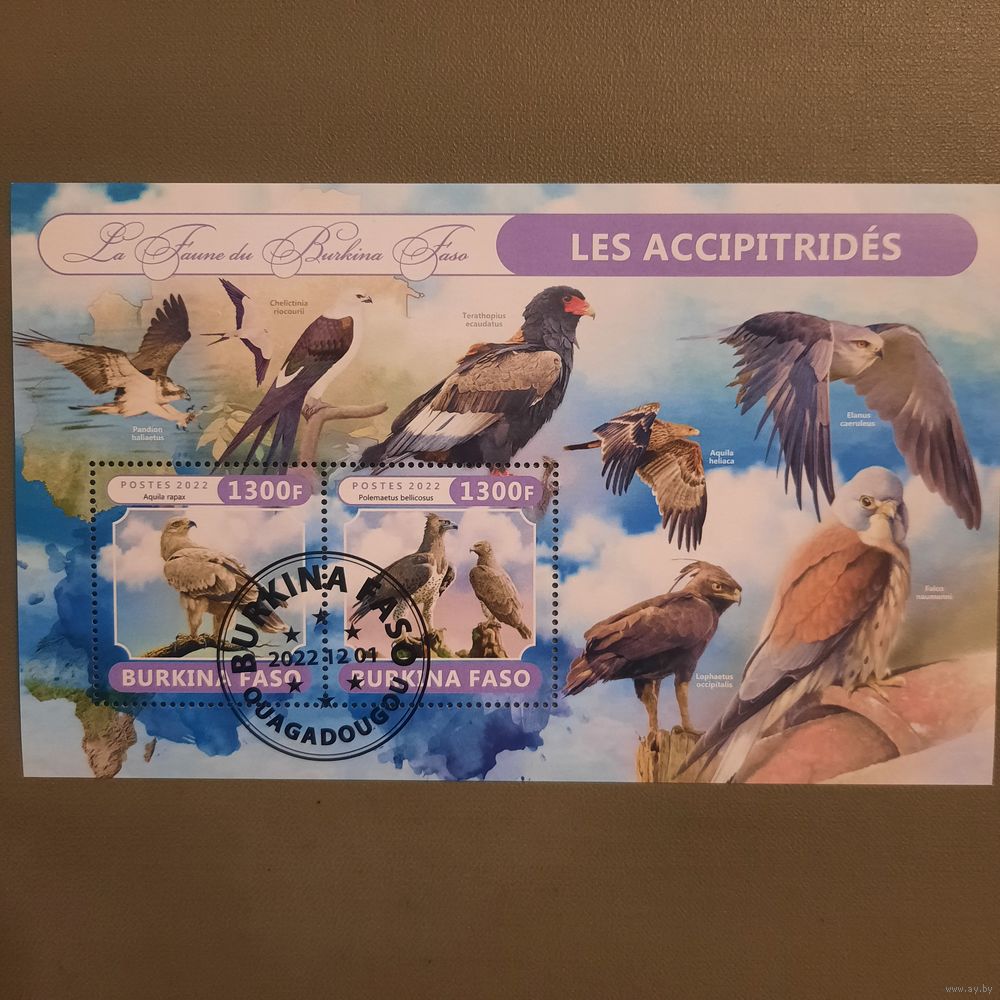 La Faune du Burkina Faso
LES ACCIPITRIDÉS
Chelictinia
riocourii
Terathopius
ecaudatus
Pandion
haliaetus
Elanus
caeruleus
Aquila
heliaca
POSTES 2022
1300F
Aquila rapax
POSTES 2022
1300F
Polemaetus bellicosus
BURKINA FASO
2022.12.01
OUAGADOUGOU
BURKINA FASO
BURKINA FASO
Falco
naumanni
Lophaetus
occipitalis
www.ay.by